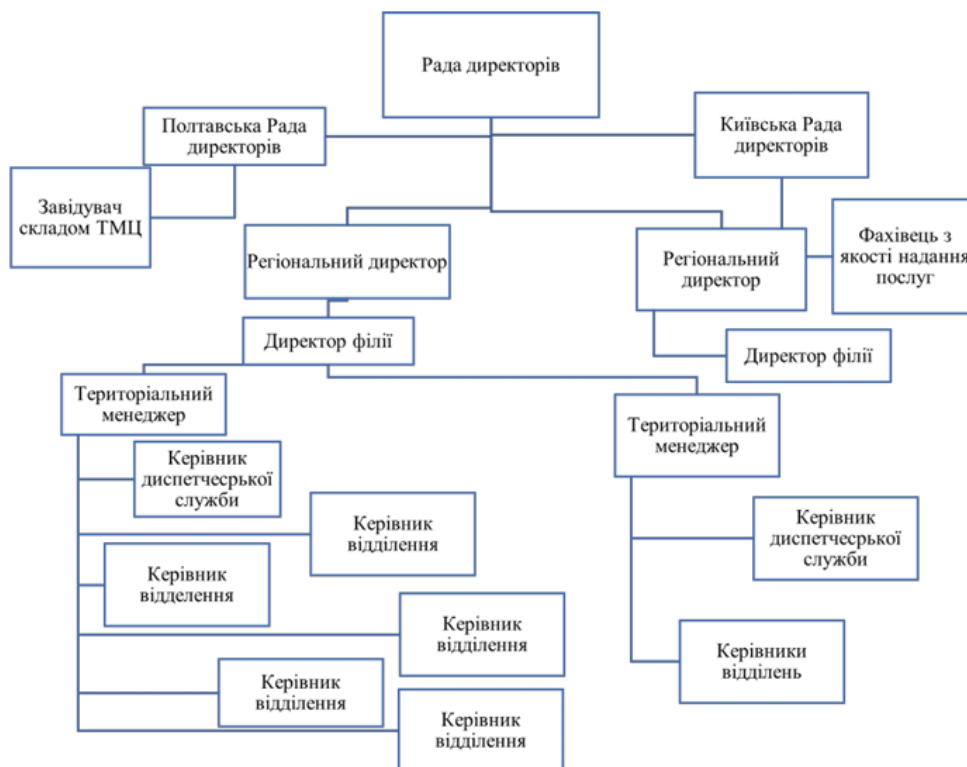 Рада директорів
Полтавська Рада
директорів
Київська Рада
директорів
Завідувач
складом ТМЦ
Регіональний директор
Регіональний
директор
Фахівець з
якості надання
послуг
Директор філії
Директор філії
Територіальний
менеджер
Територіальний
менеджер
Керівник
диспетчесрької
служби
Керівник
відділення
Керівник
диспетчесрької
служби
Керівник
відделення
Керівник
відділення
Керівники
відділень
Керівник
відділення
Керівник
відділення